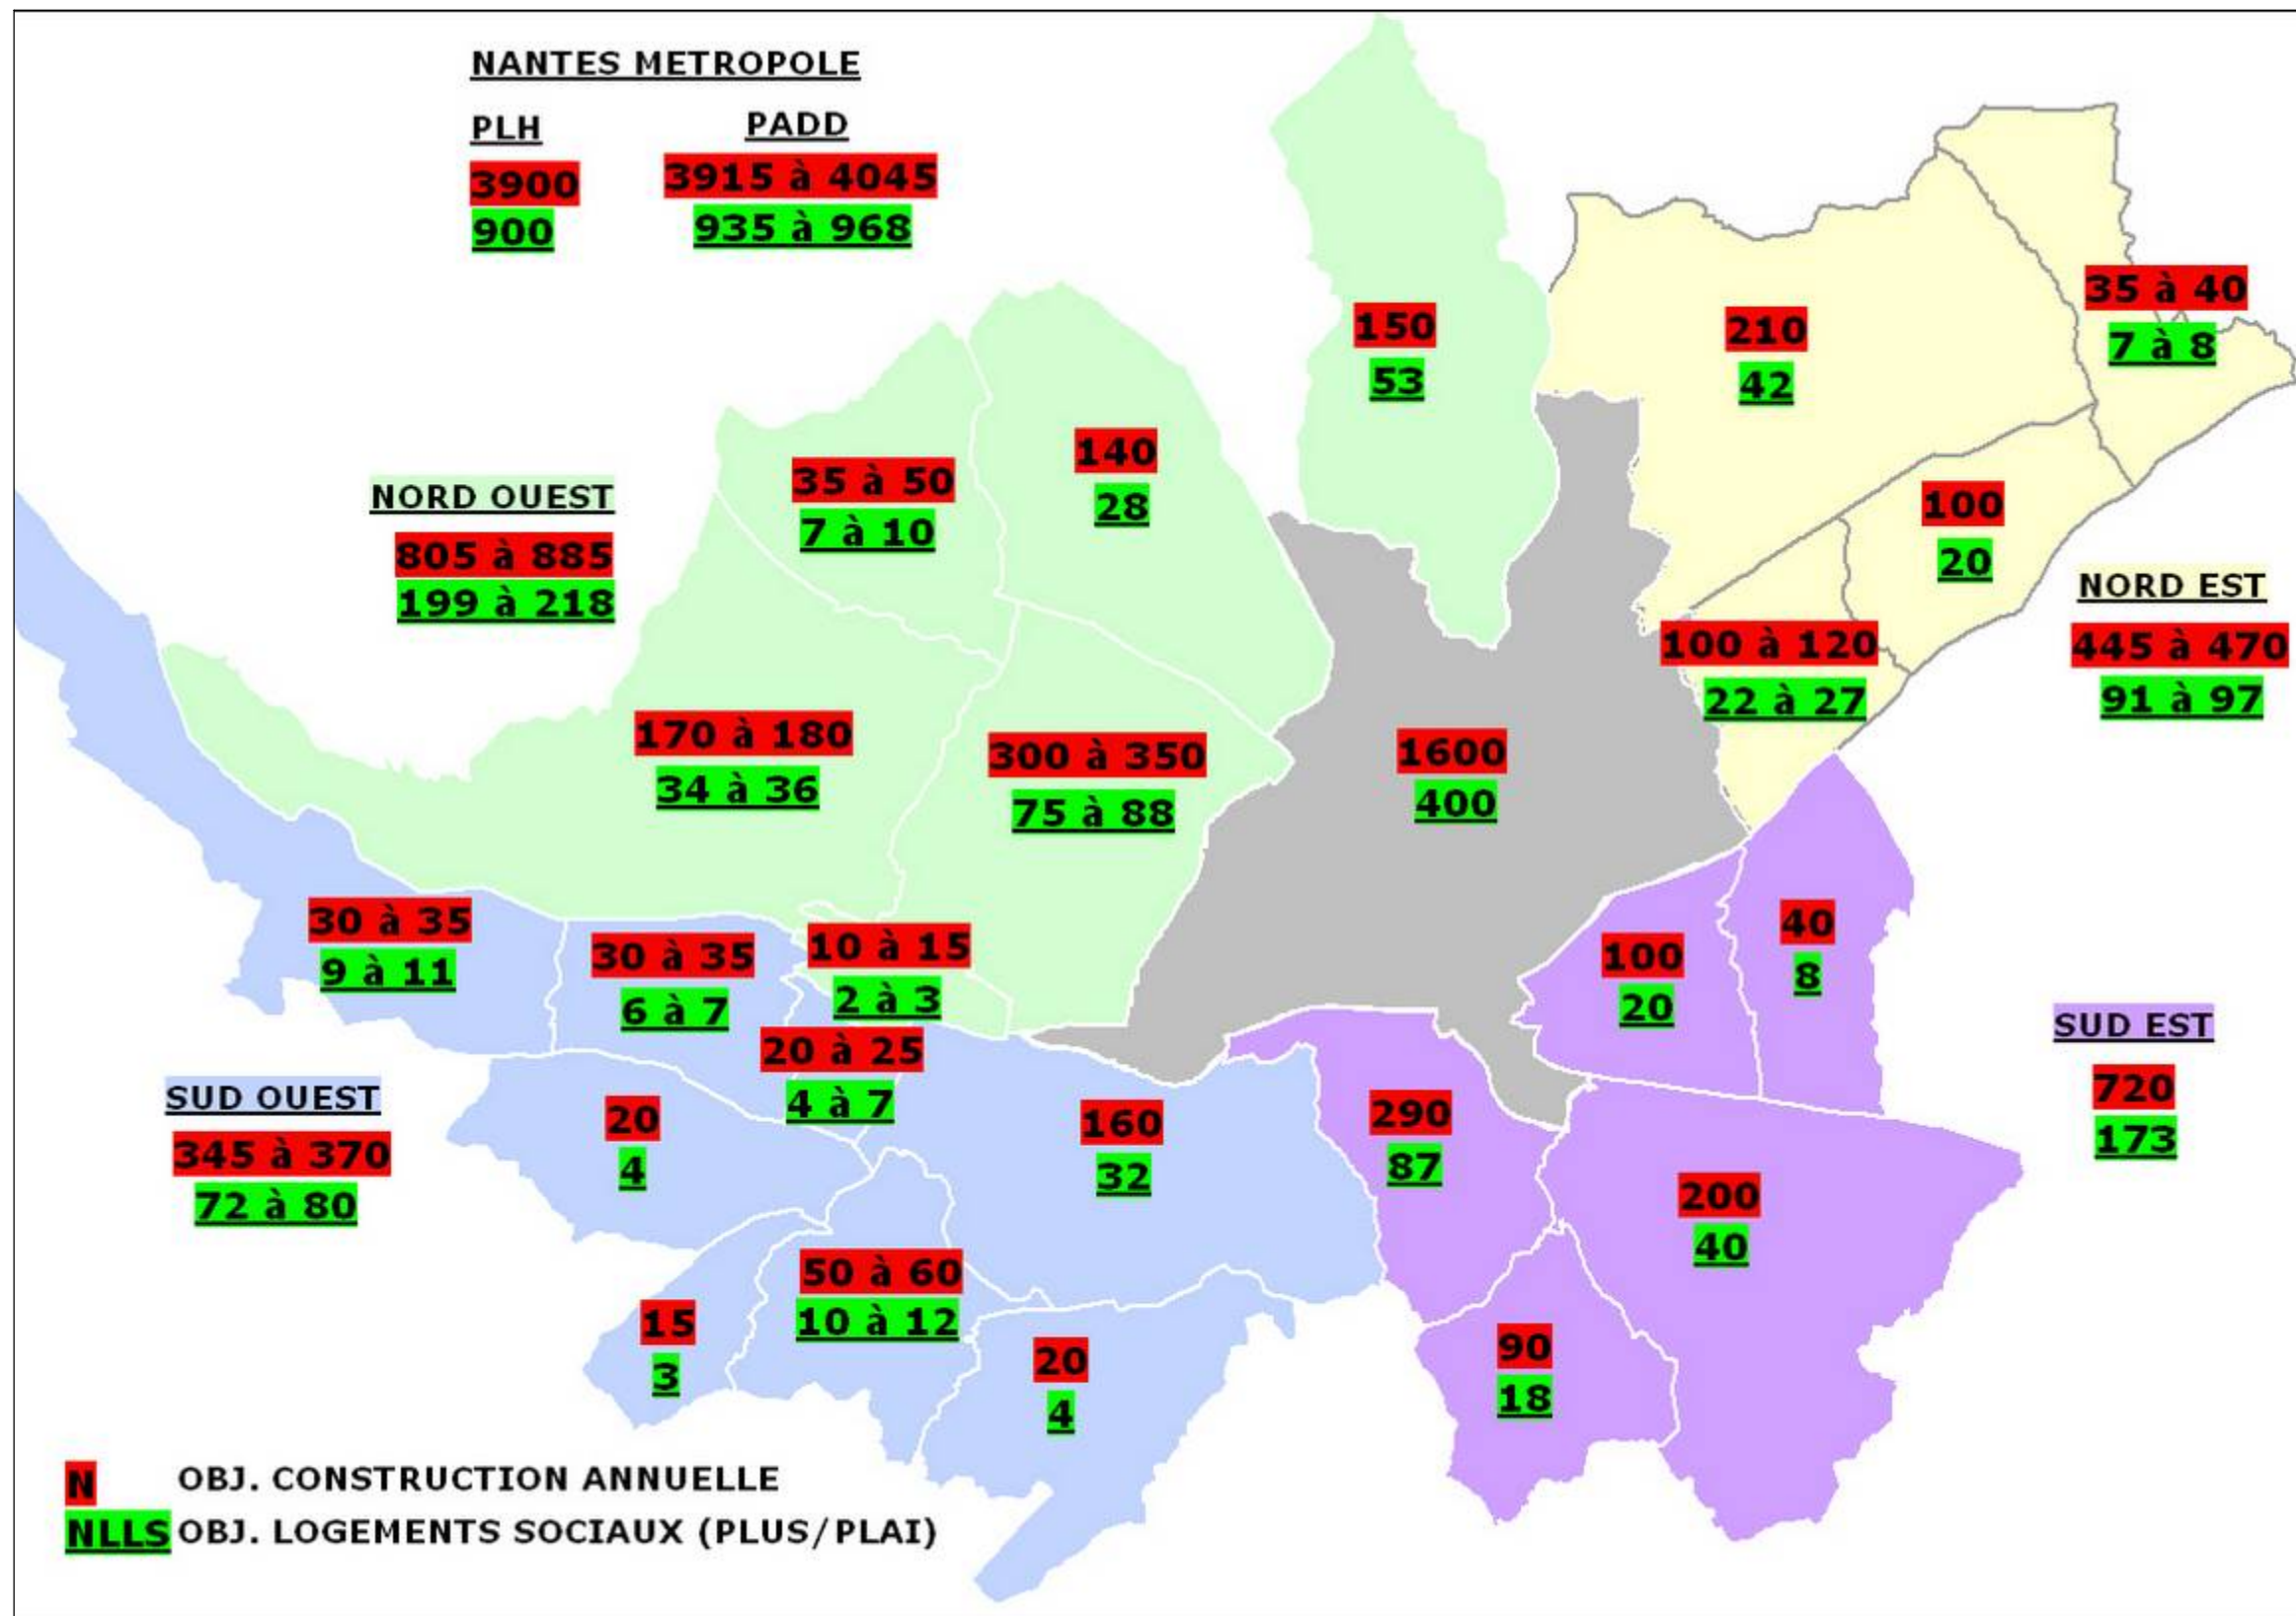 NANTES METROPOLE
PLH PADD
3900 3915 à 4045
900 935 à 968
150
53
210
42
35 à 40
7 à 8
NORD OUEST
805 à 885
199 à 218
35 à 50
7 à 10
140
28
100
20
NORD EST
445 à 470
91 à 97
100 à 120
22 à 27
170 à 180
34 à 36
300 à 350
75 à 88
1600
400
30 à 35
9 à 11
30 à 35
6 à 7
10 à 15
2 à 3
100
20
40
8
SUD EST
720
173
SUD OUEST
345 à 370
72 à 80
20
4
20 à 25
4 à 7
160
32
290
87
200
40
15
3
50 à 60
10 à 12
20
4
90
18
N OBJ. CONSTRUCTION ANNUELLE
NLLS OBJ. LOGEMENTS SOCIAUX (PLUS/PLAI)